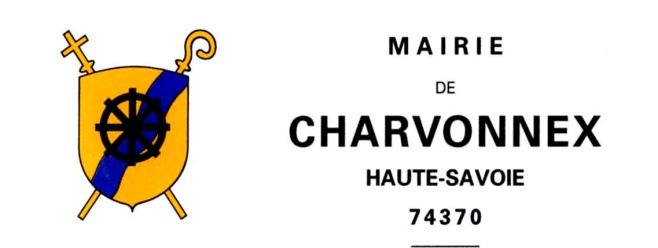 MAIRIE
DE
CHARVONNEX
HAUTE-SAVOIE
74370